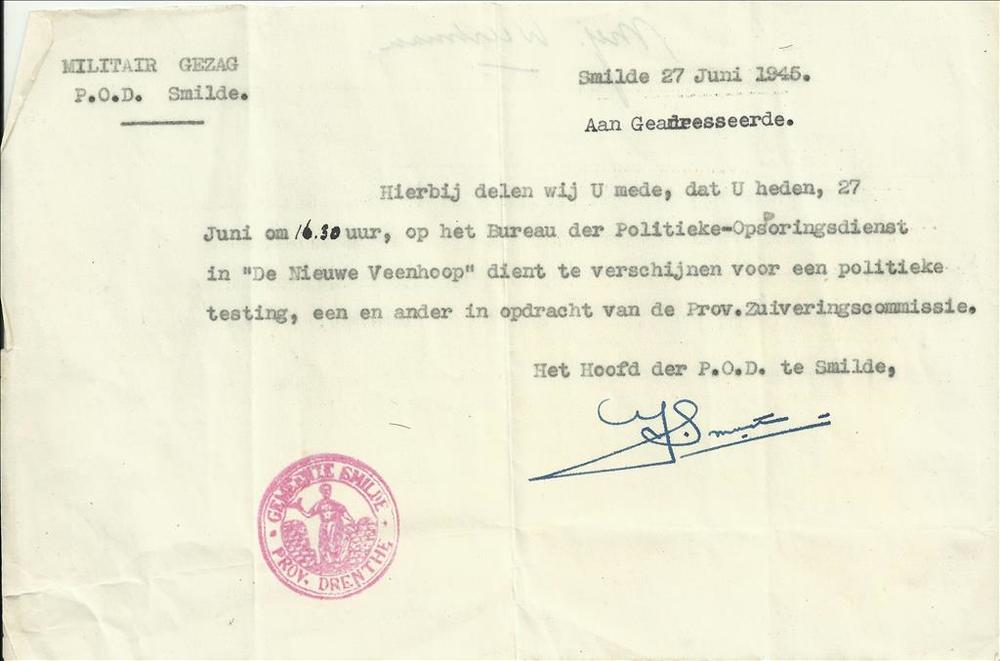 MILITAIR GEZAG
P.O.D. Smilde.
Smilde 27 Juni 1945.
Aan Geadresseerde.
Hierbij delen wij U mede, dat U heden, 27
Juni om 16.30 uur, op het Bureau der Politieke-Opsporingsdienst
in "De Nieuwe Veenhoop" dient te verschijnen voor een politieke
testing, een en ander in opdracht van de Prov.Zuiveringscommissie.
Het Hoofd der P.O.D. te Smilde,
GEMEENTE SMILDE
PROV. DRENTHE